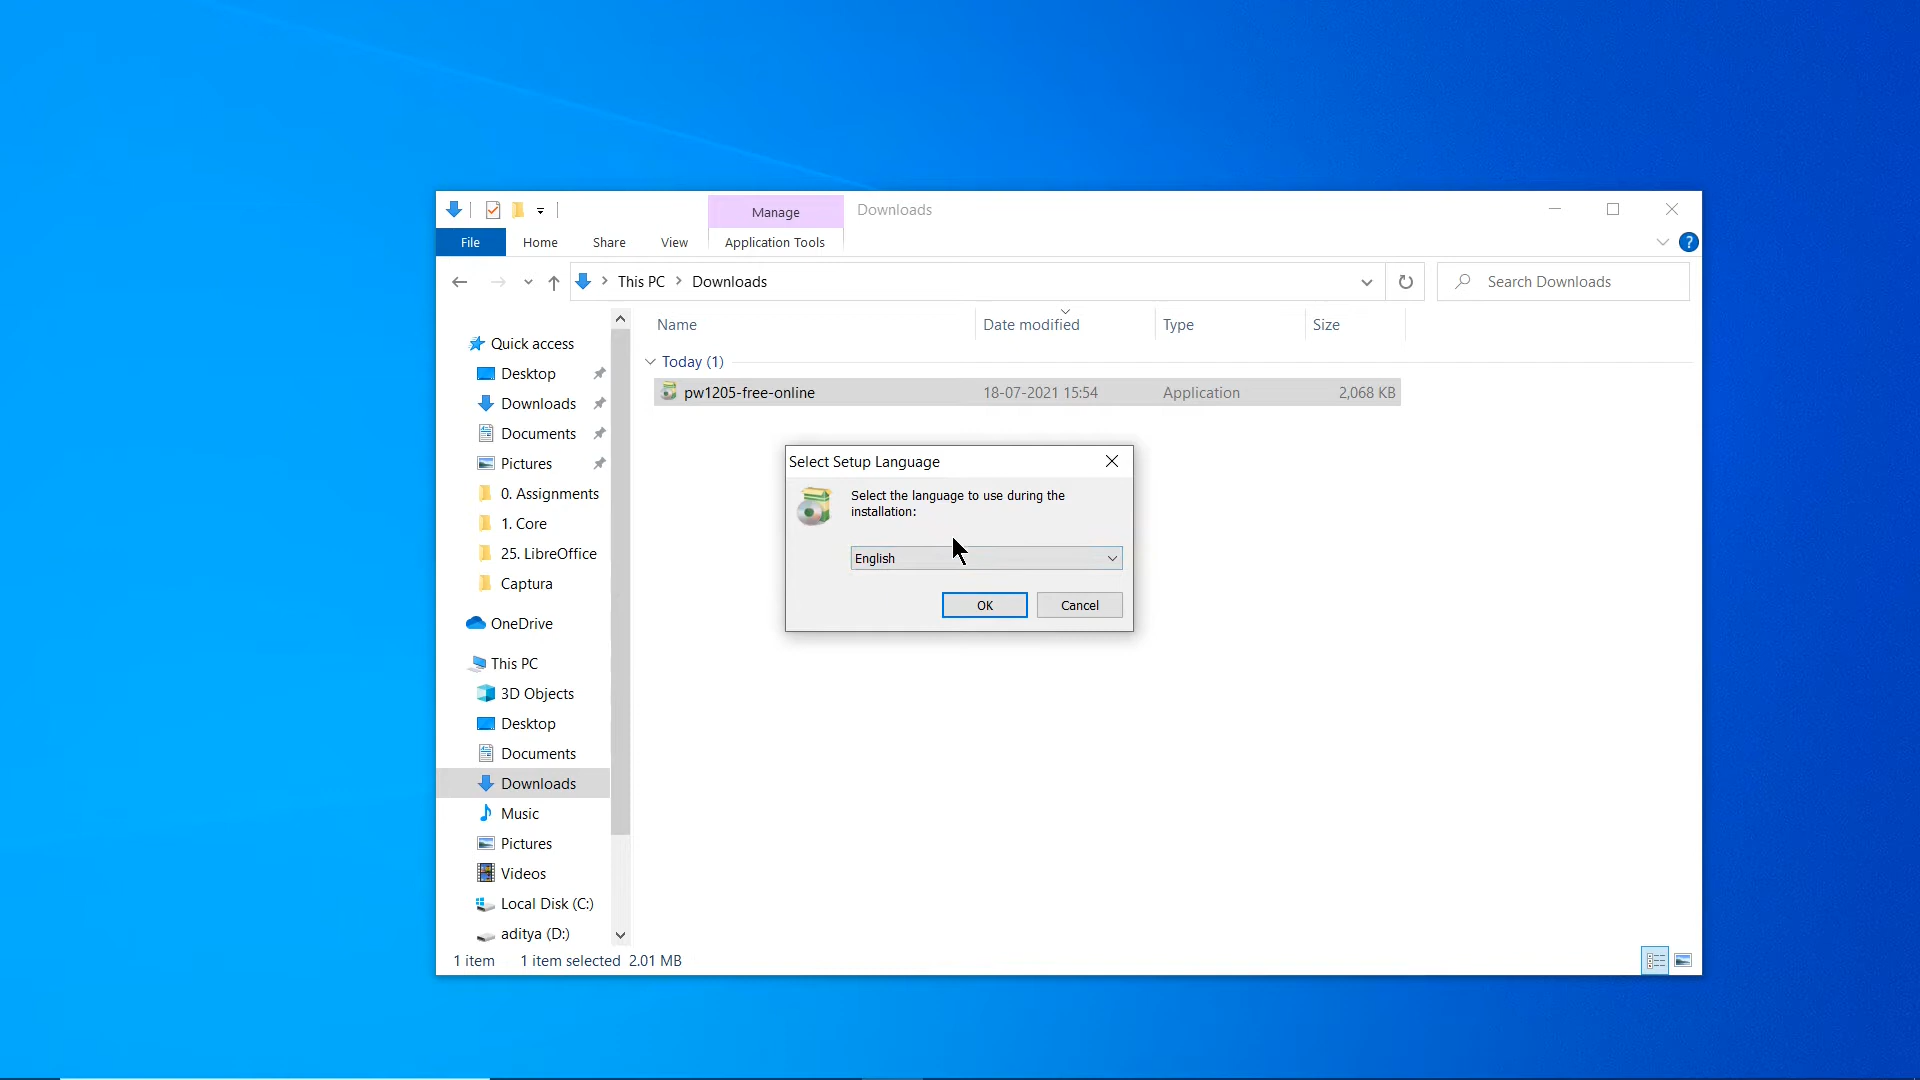 Manage
Downloads
File
Home
Share
View
Application Tools
?
This PC
Downloads
Search Downloads
Name
Date modified
Type
Size
Today (1)
pw1205-free-online
18-07-2021 15:54
Application
2,068 KB
Quick access
Desktop
Downloads
Documents
Pictures
0. Assignments
1. Core
25. LibreOffice
Captura
OneDrive
This PC
3D Objects
Desktop
Documents
Downloads
Music
Pictures
Videos
Local Disk (C:)
aditya (D:)
Select Setup Language
Select the language to use during the
installation:
English
OK
Cancel
1 item
1 item selected 2.01 MB